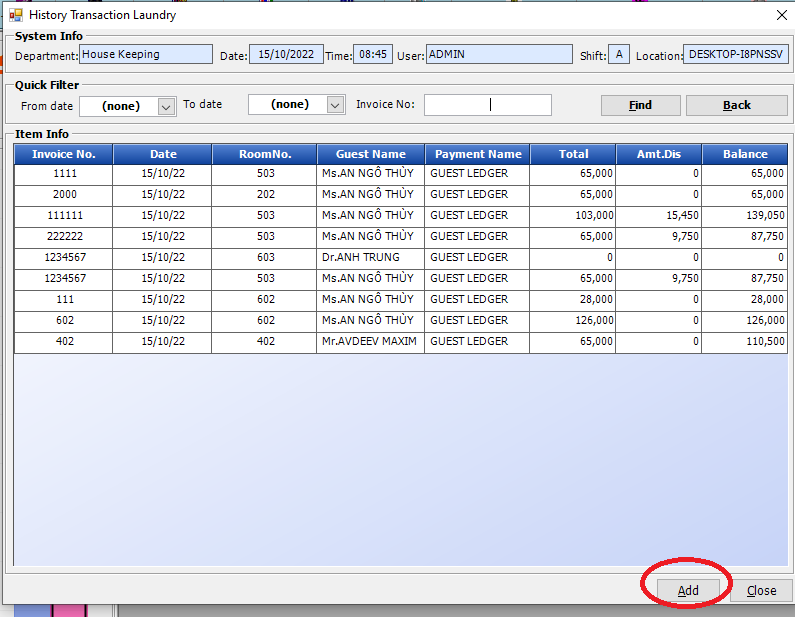 History Transaction Laundry
System Info
Department: House Keeping Date: 15/10/2022 Time: 08:45 User: ADMIN Shift: A Location: DESKTOP-I8PNSSV
Quick Filter
From date (none) To date (none) Invoice No: Find Back
Item Info
Invoice No. Date RoomNo. Guest Name Payment Name Total Amt.Dis Balance
1111 15/10/22 503 Ms.AN NGÔ THÙY GUEST LEDGER 65,000 0 65,000
2000 15/10/22 202 Ms.AN NGÔ THÙY GUEST LEDGER 65,000 0 65,000
111111 15/10/22 503 Ms.AN NGÔ THÙY GUEST LEDGER 103,000 15,450 139,050
222222 15/10/22 503 Ms.AN NGÔ THÙY GUEST LEDGER 65,000 9,750 87,750
1234567 15/10/22 603 Dr.ANH TRUNG GUEST LEDGER 0 0 0
1234567 15/10/22 503 Ms.AN NGÔ THÙY GUEST LEDGER 65,000 9,750 87,750
111 15/10/22 602 Ms.AN NGÔ THÙY GUEST LEDGER 28,000 0 28,000
602 15/10/22 602 Ms.AN NGÔ THÙY GUEST LEDGER 126,000 0 126,000
402 15/10/22 402 Mr.AVDEEV MAXIM GUEST LEDGER 65,000 0 110,500
Add Close